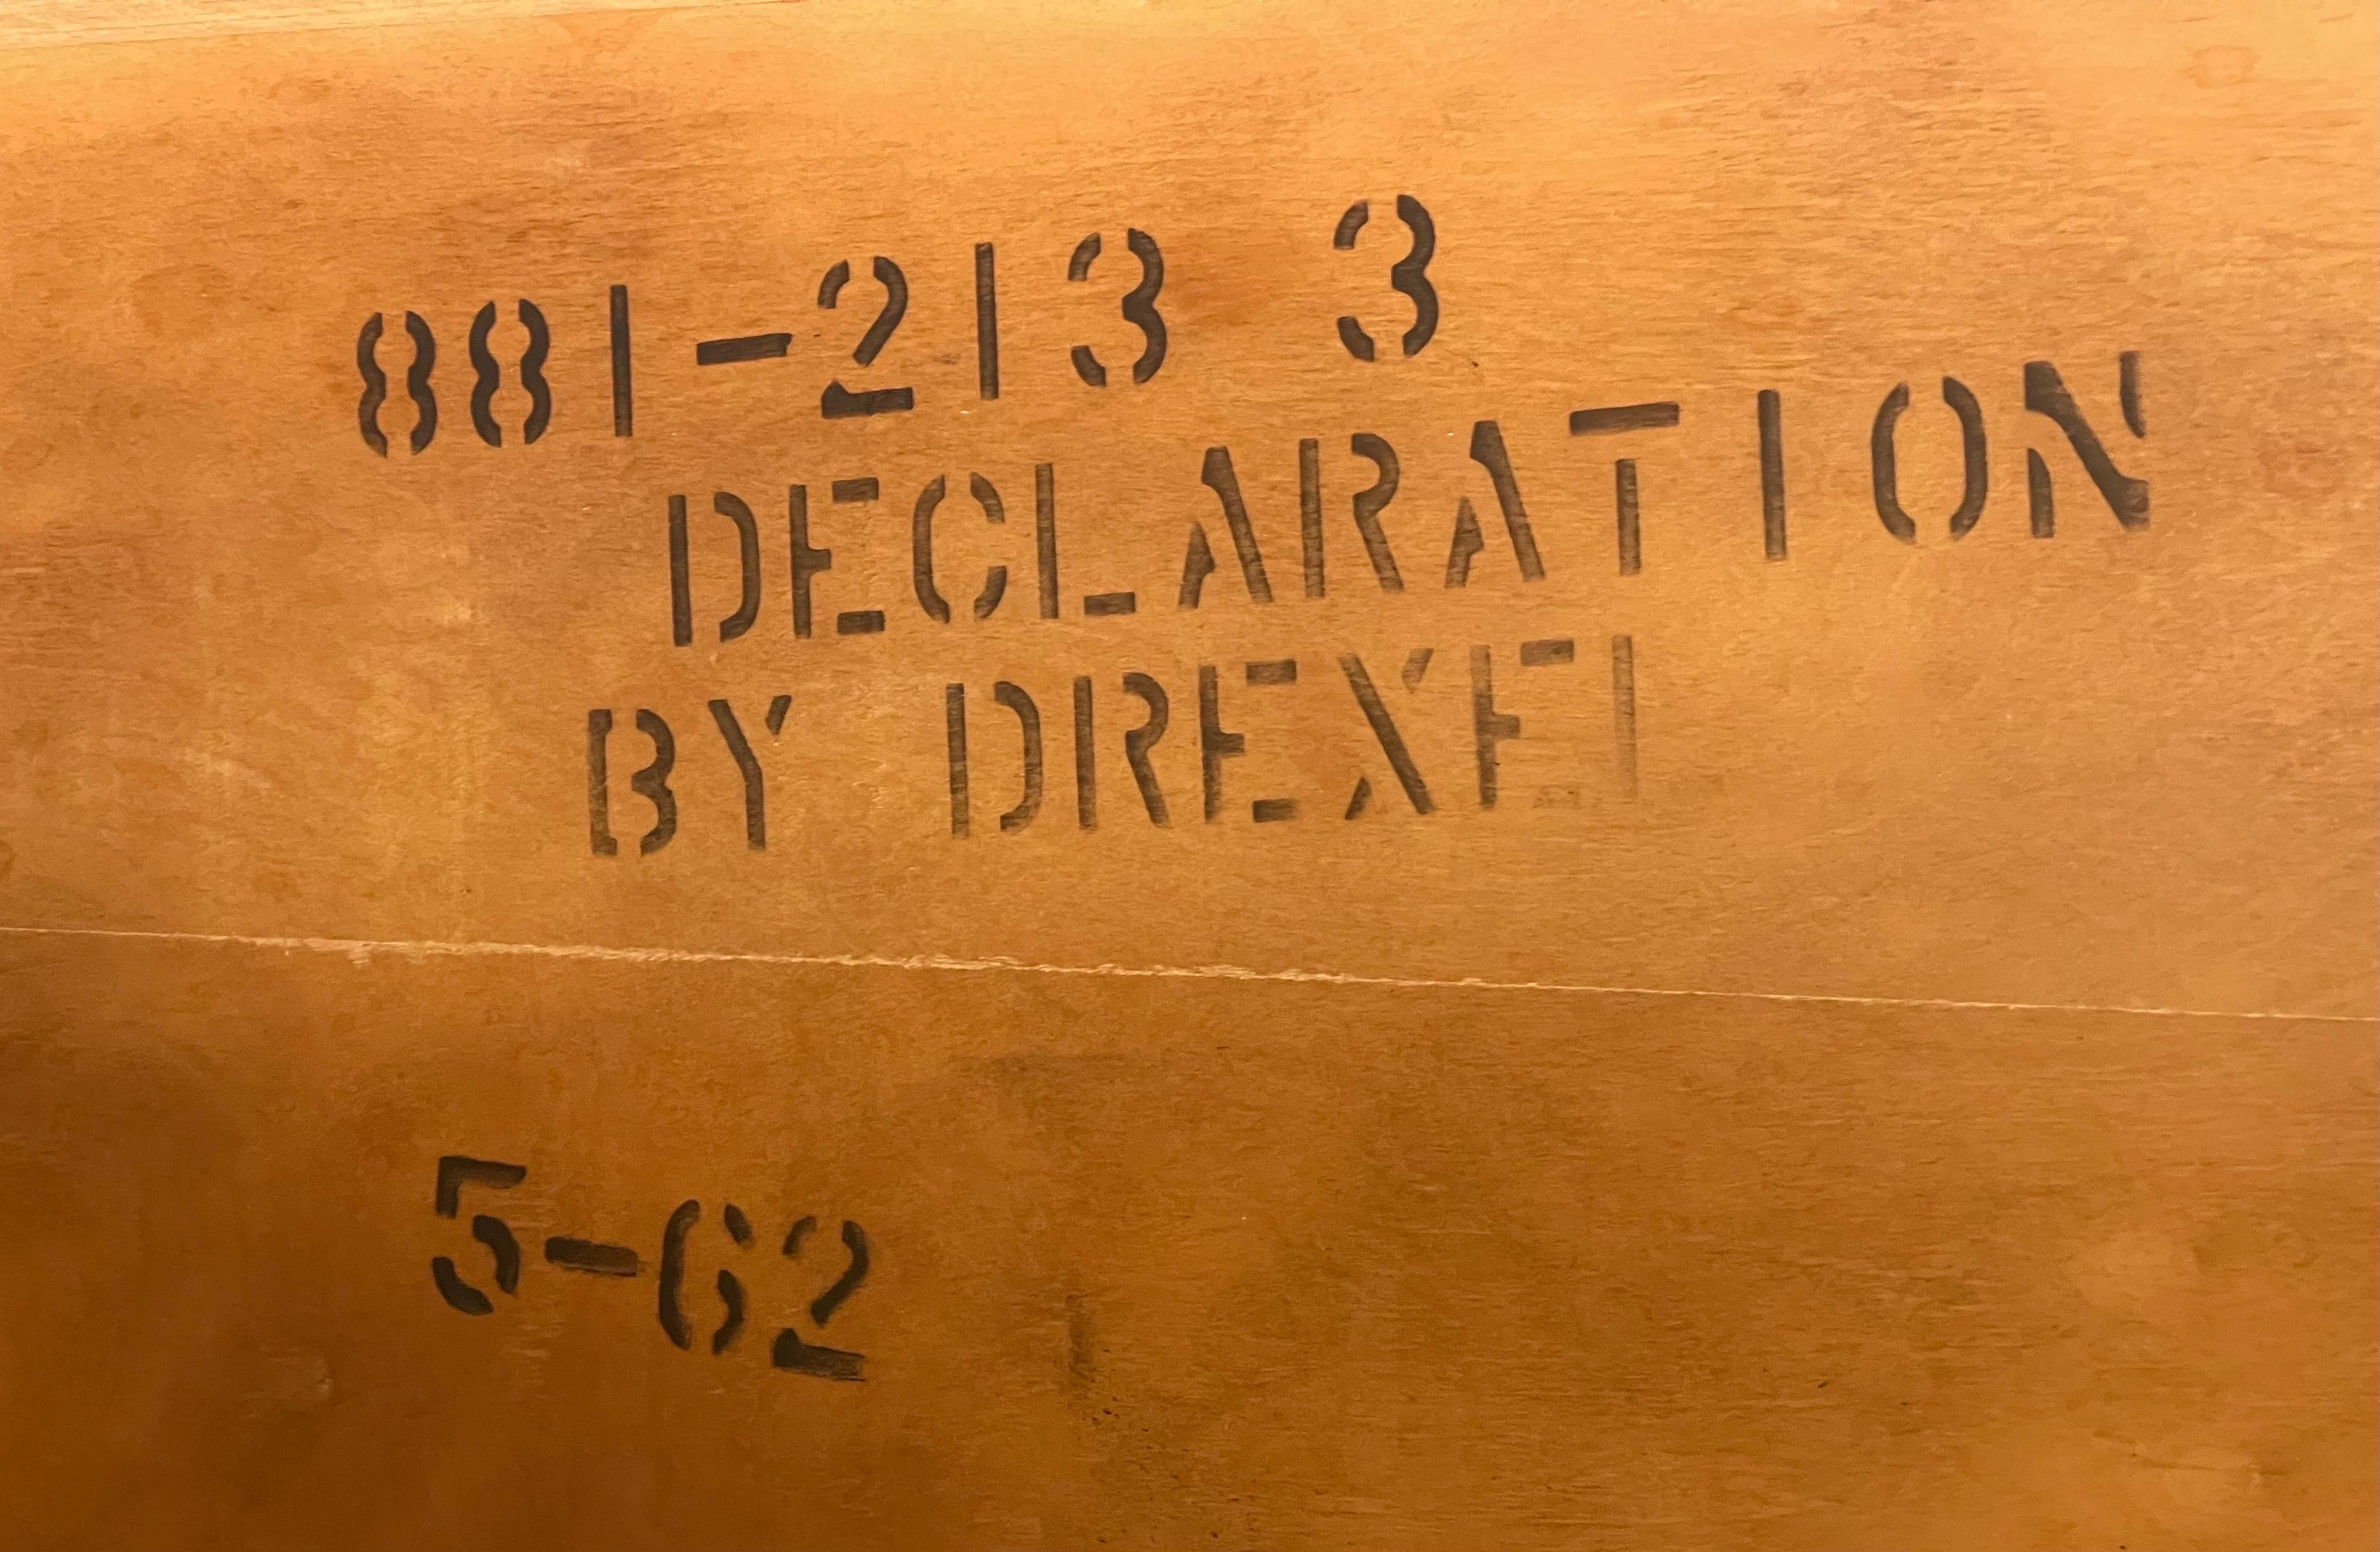 881-213 3
DECLARATION
BY DREXEL
5-62